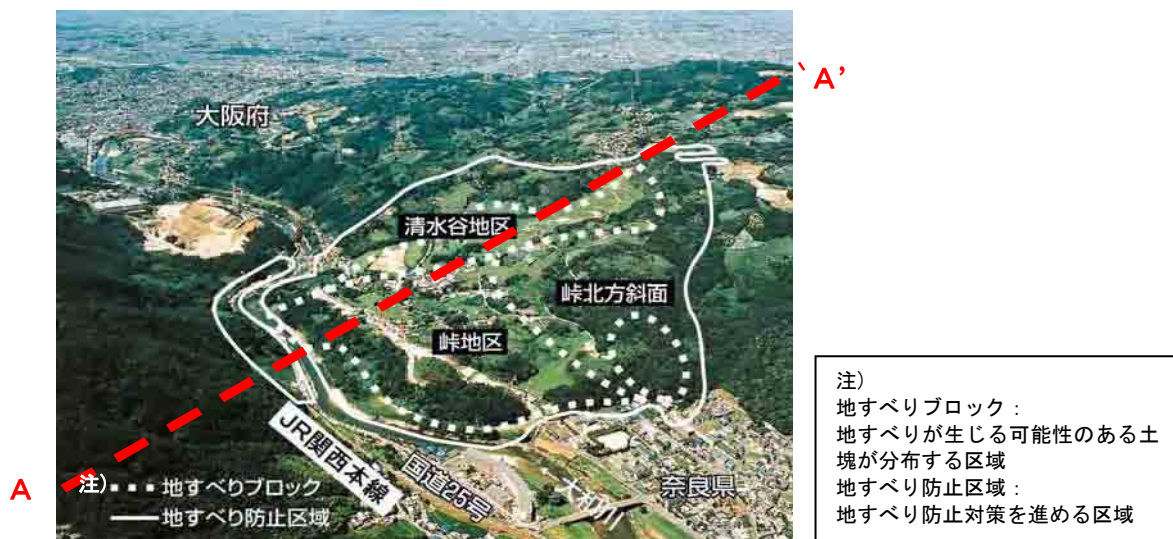 A'
大阪府
清水谷地区
峠北方斜面
峠地区
JR関西本線
国道25号
大和川
奈良県
A
注) 地すべりブロック
地すべり防止区域
注)
地すべりブロック：
地すべりが生じる可能性のある土
塊が分布する区域
地すべり防止区域：
地すべり防止対策を進める区域